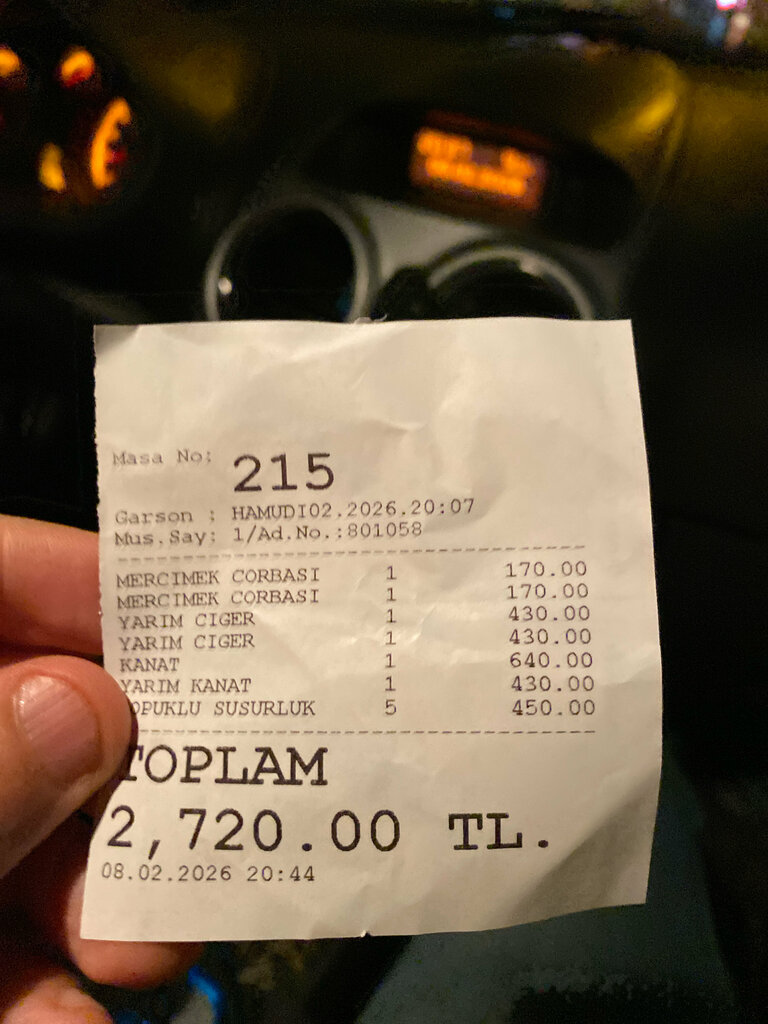 Masa No: 215
Garson : HAMUDI02.2026.20:07
Mus.Say: 1/Ad.No.:801058
MERCIMEK CORBASI 1 170.00
MERCIMEK CORBASI 1 170.00
YARIM CIGER 1 430.00
YARIM CIGER 1 430.00
KANAT 1 640.00
YARIM KANAT 1 430.00
OPUKLU SUSURLUK 5 450.00
TOPLAM
2,720.00 TL.
08.02.2026 20:44